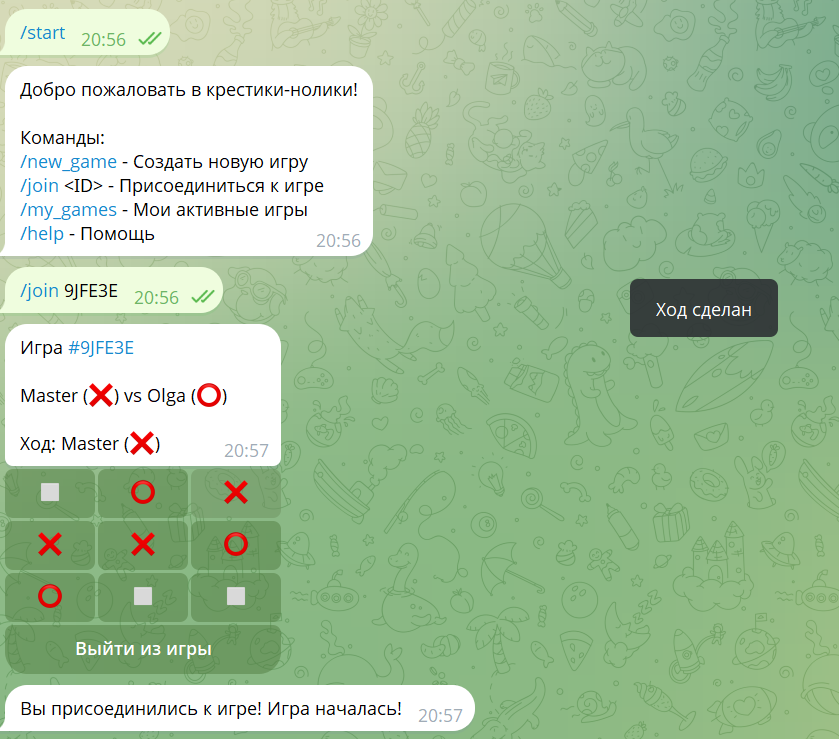 /start 20:56
Добро пожаловать в крестики-нолики!
Команды:
/new_game - Создать новую игру
/join <ID> - Присоединиться к игре
/my_games - Мои активные игры
/help - Помощь 20:56
/join 9JFE3E 20:56
Ход сделан
Игра #9JFE3E
Master (❌) vs Olga (⭕)
Ход: Master (❌) 20:57
⬜ ⭕ ❌
❌ ❌ ⭕
⭕ ⬜ ⬜
Выйти из игры
Вы присоединились к игре! Игра началась! 20:57